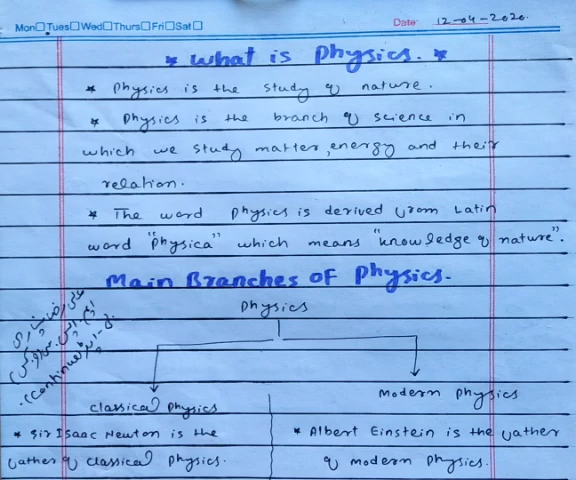 Mon Tues Wed Thurs Fri Sat Date: 12-04-2020.
* What is Physics. *
* Physics is the study of nature.
* Physics is the branch of science in
which we study matter, energy and their
relation.
* The word Physics is derived from Latin
word "Physica" which means "knowledge of nature".
Main Branches of Physics.
Physics
(Continue)
Classical Physics
* Sir Isaac Newton is the
father of classical Physics.
Modern Physics
* Albert Einstein is the father
of modern Physics.